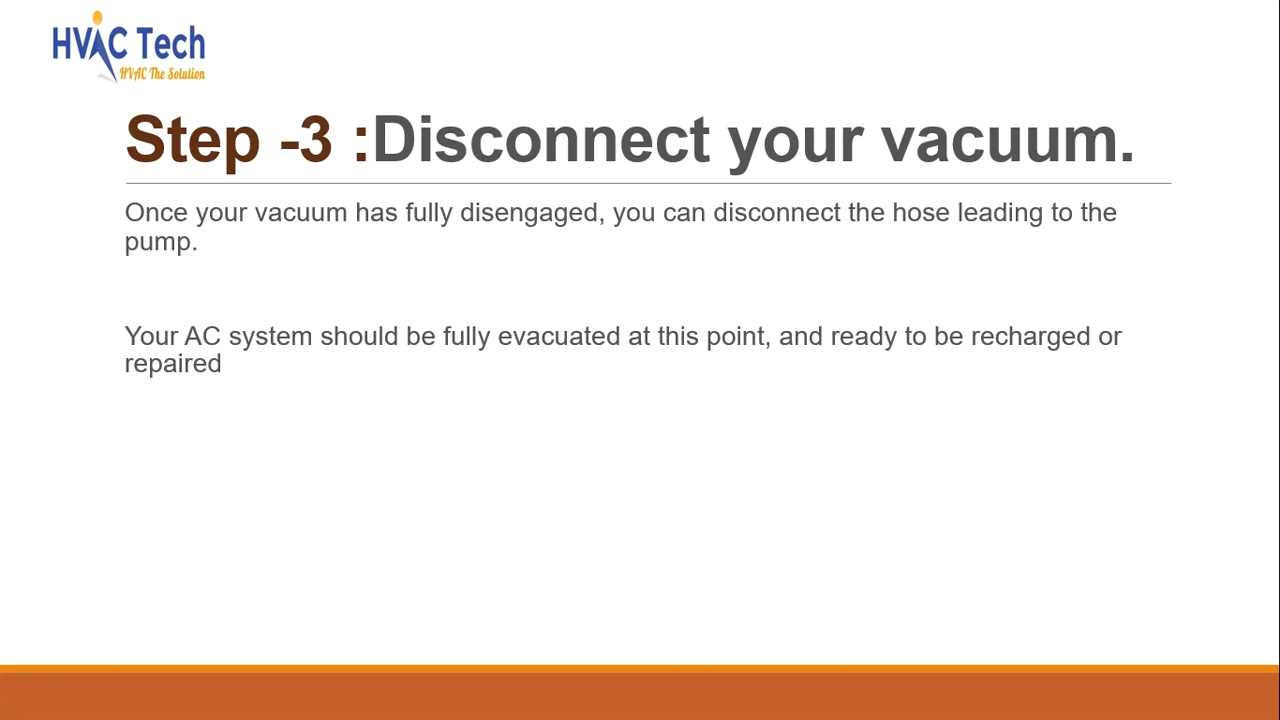 HVAC Tech
HVAC The Solution
Step -3 :Disconnect your vacuum.
Once your vacuum has fully disengaged, you can disconnect the hose leading to the
pump.
Your AC system should be fully evacuated at this point, and ready to be recharged or
repaired